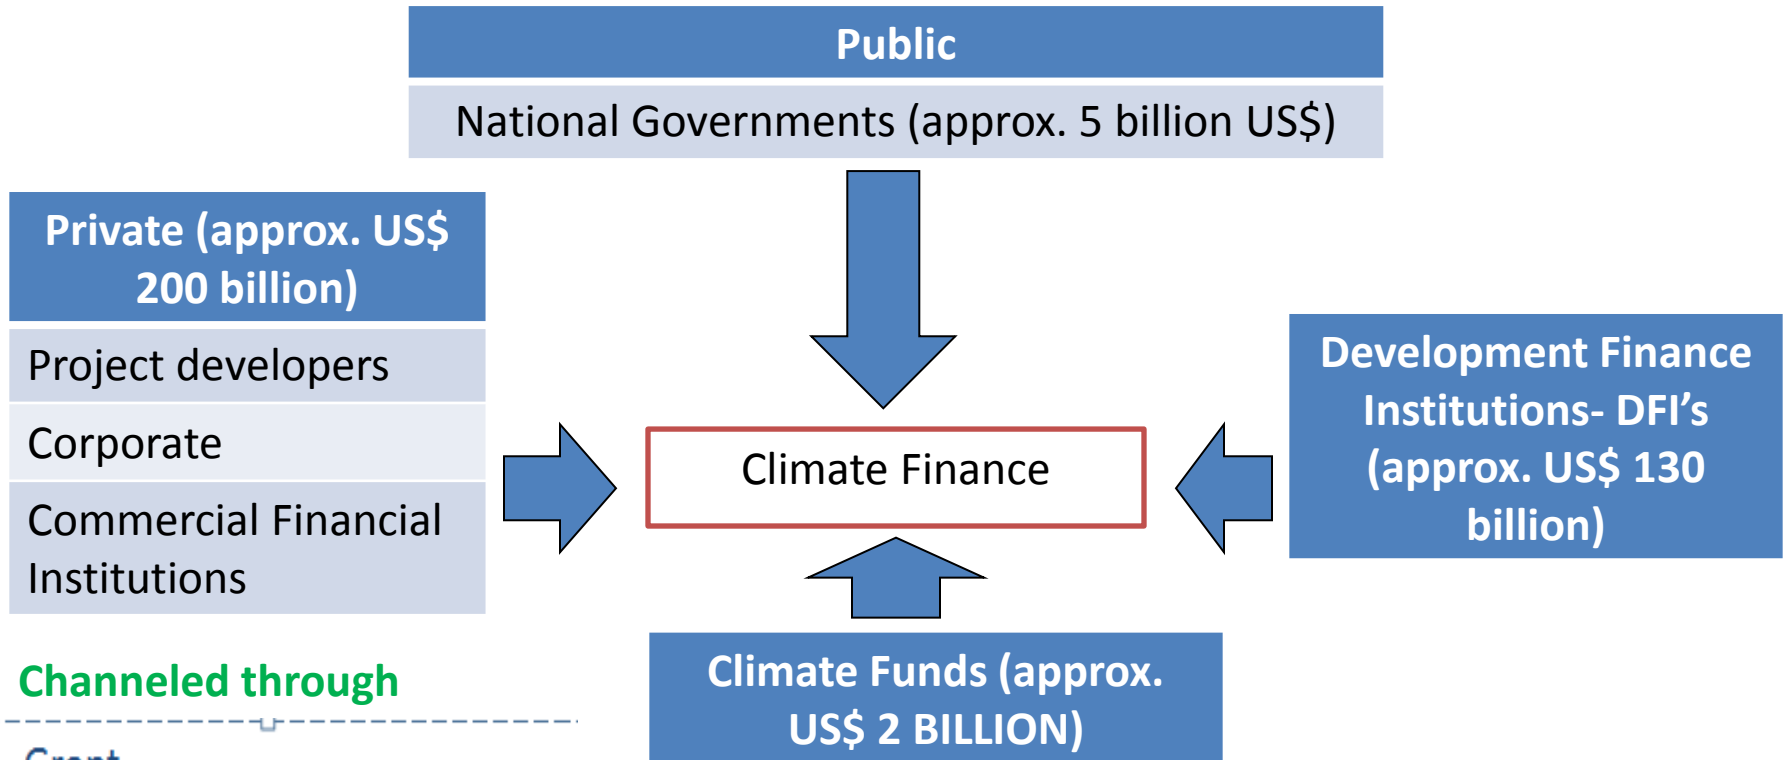 Public
National Governments (approx. 5 billion US$)
Private (approx. US$
200 billion)
Project developers
Corporate
Commercial Financial
Institutions
Climate Finance
Development Finance
Institutions- DFI's
(approx. US$ 130
billion)
Climate Funds (approx.
US$ 2 BILLION)
Channeled through
Grant